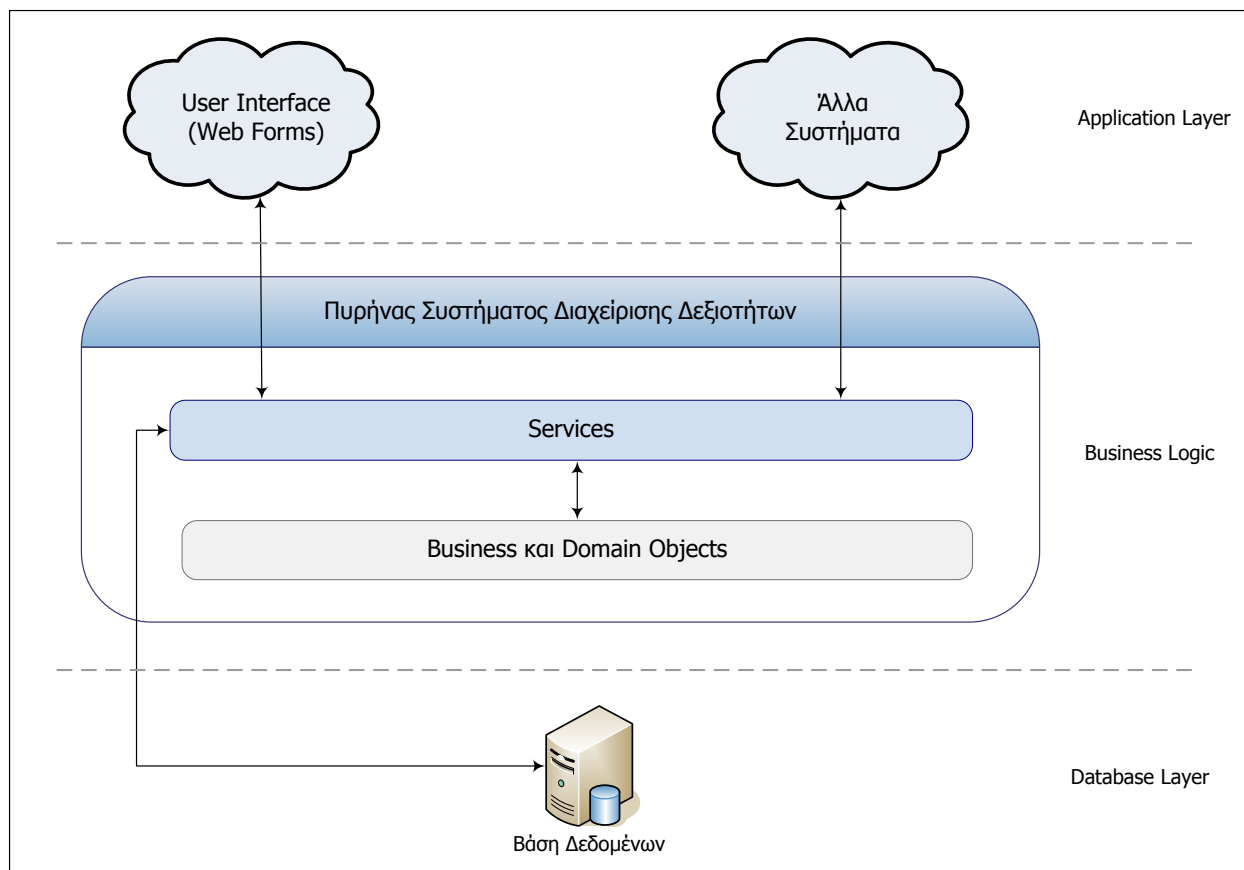 User Interface
(Web Forms)
Άλλα
Συστήματα
Application Layer
Πυρήνας Συστήματος Διαχείρισης Δεξιοτήτων
Services
Business Logic
Business και Domain Objects
Database Layer
Βάση Δεδομένων